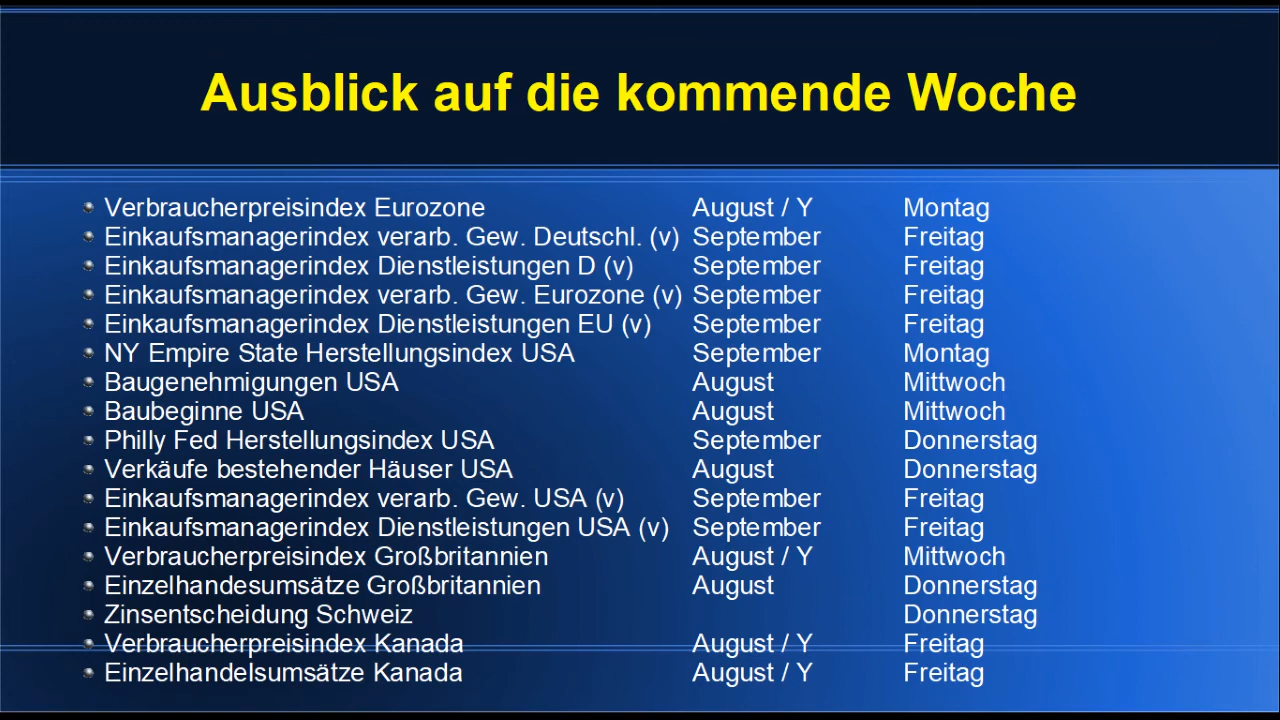 Ausblick auf die kommende Woche
Verbraucherpreisindex Eurozone August / Y Montag
Einkaufsmanagerindex verarb. Gew. Deutschl. (v) September Freitag
Einkaufsmanagerindex Dienstleistungen D (v) September Freitag
Einkaufsmanagerindex verarb. Gew. Eurozone (v) September Freitag
Einkaufsmanagerindex Dienstleistungen EU (v) September Freitag
NY Empire State Herstellungsindex USA September Montag
Baugenehmigungen USA August Mittwoch
Baubeginne USA August Mittwoch
Philly Fed Herstellungsindex USA September Donnerstag
Verkäufe bestehender Häuser USA August Donnerstag
Einkaufsmanagerindex verarb. Gew. USA (v) September Freitag
Einkaufsmanagerindex Dienstleistungen USA (v) September Freitag
Verbraucherpreisindex Großbritannien August / Y Mittwoch
Einzelhandesumsätze Großbritannien August Donnerstag
Zinsentscheidung Schweiz Donnerstag
Verbraucherpreisindex Kanada August / Y Freitag
Einzelhandelsumsätze Kanada August / Y Freitag